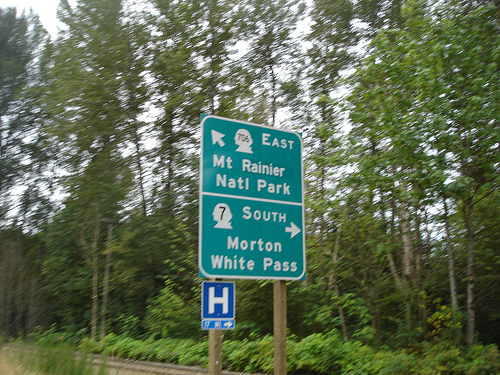 706 EAST
Mt Rainier
Natl Park
7 SOUTH
Morton
White Pass
H